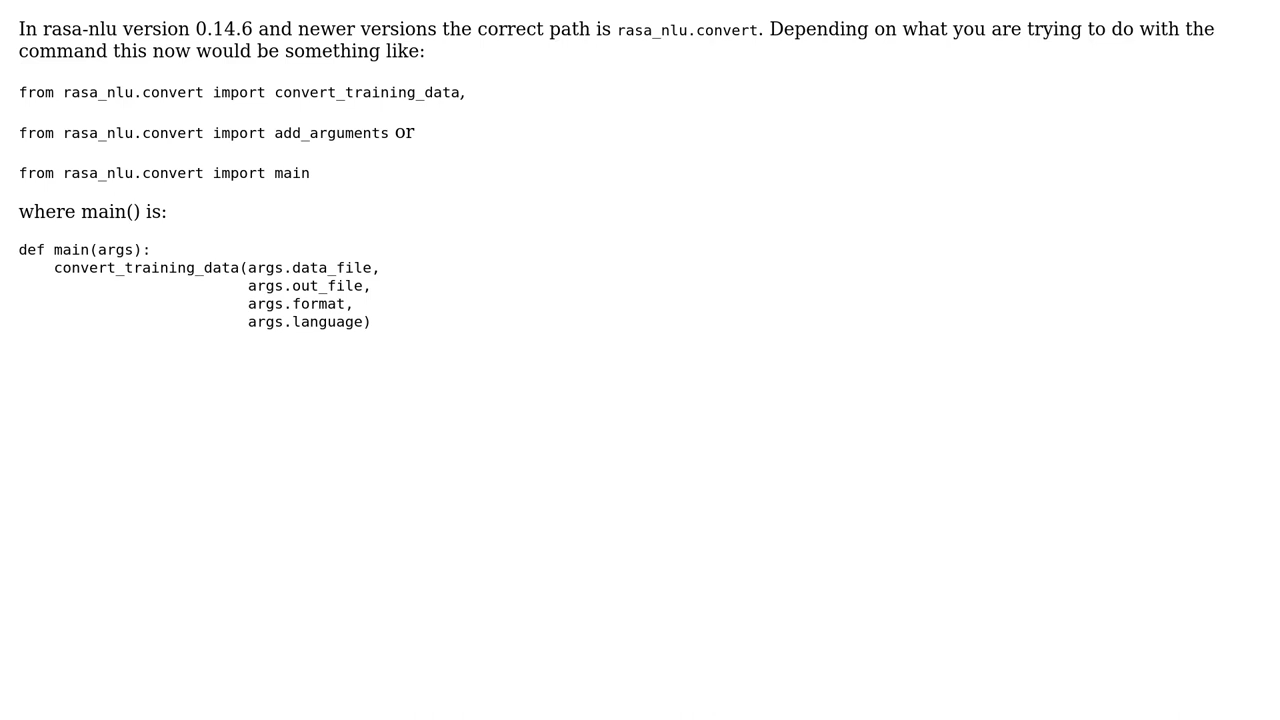 In rasa-nlu version 0.14.6 and newer versions the correct path is rasa_nlu.convert. Depending on what you are trying to do with the
command this now would be something like:
from rasa_nlu.convert import convert_training_data,
from rasa_nlu.convert import add_arguments or
from rasa_nlu.convert import main
where main() is:
def main(args):
    convert_training_data(args.data_file,
                          args.out_file,
                          args.format,
                          args.language)